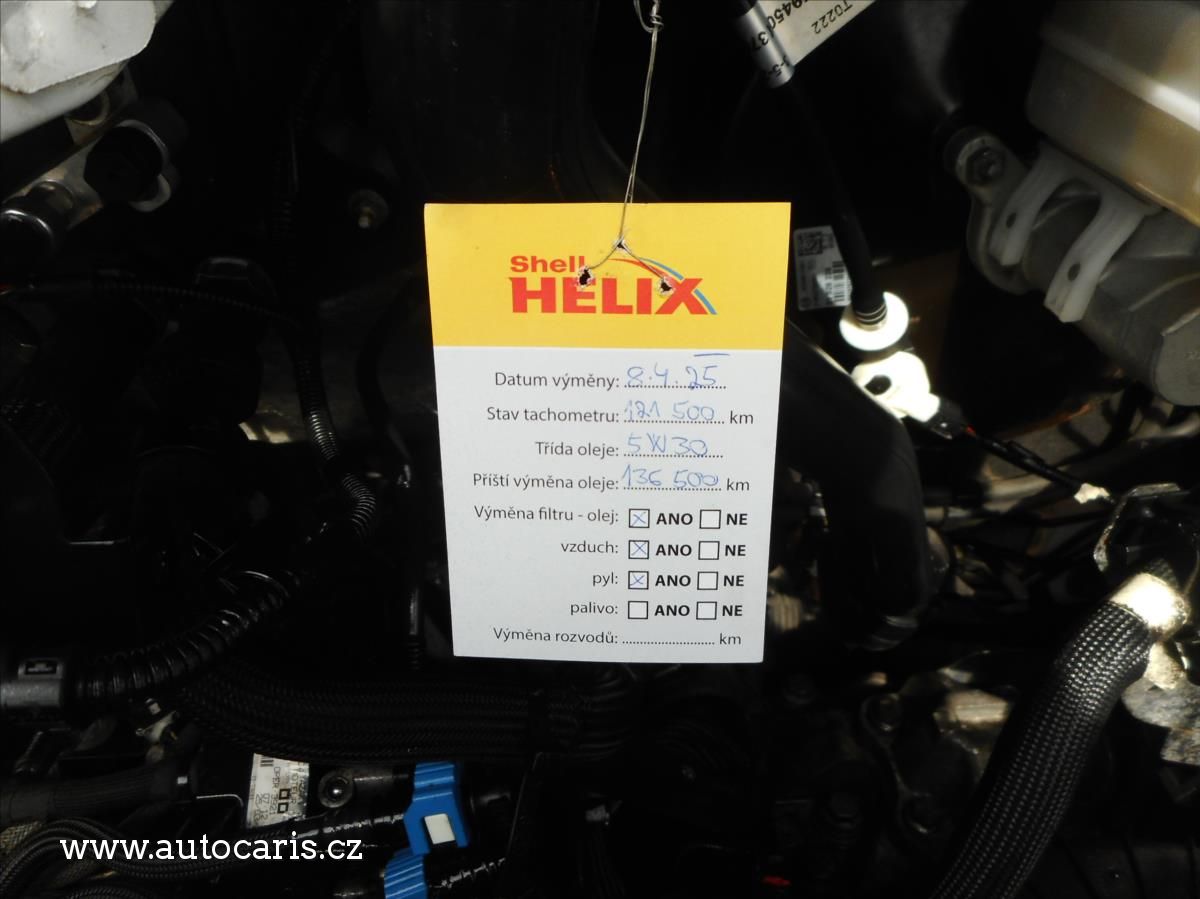 T0222
Shell
HELIX
Datum výměny: 8.4.25
Stav tachometru: 121 500 km
Třída oleje: 5W30
Příští výměna oleje: 136 500 km
Výměna filtru - olej: ☒ ANO ☐ NE
vzduch: ☒ ANO ☐ NE
pyl: ☒ ANO ☐ NE
palivo: ☐ ANO ☐ NE
Výměna rozvodů: ........................ km
www.autocaris.cz